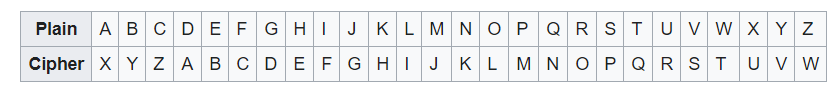 Plain A B C D E F G H I J K L M N O P Q R S T U V W X Y Z
Cipher X Y Z A B C D E F G H I J K L M N O P Q R S T U V W